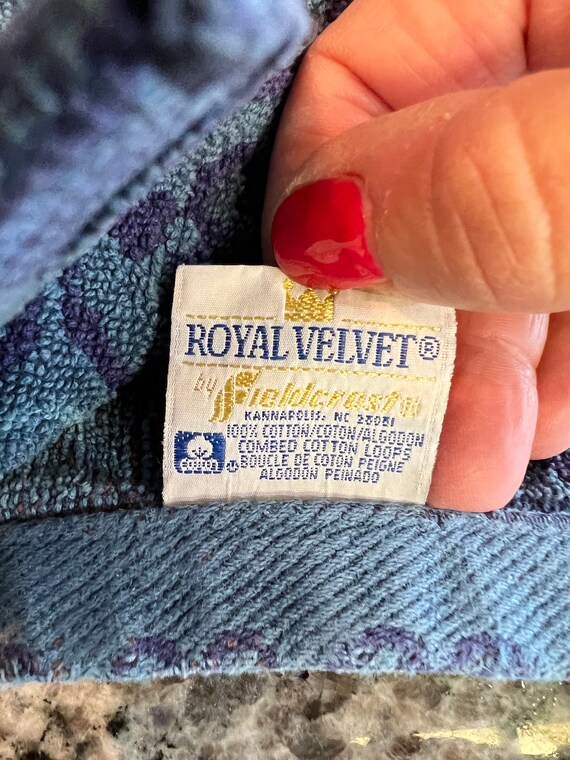 ROYAL VELVET®
by Fieldcrest®
KANNAPOLIS, NC 28081
100% COTTON/COTON/ALGODON
COMBED COTTON LOOPS
BOUCLE DE COTON PEIGNE
ALGODON PEINADO